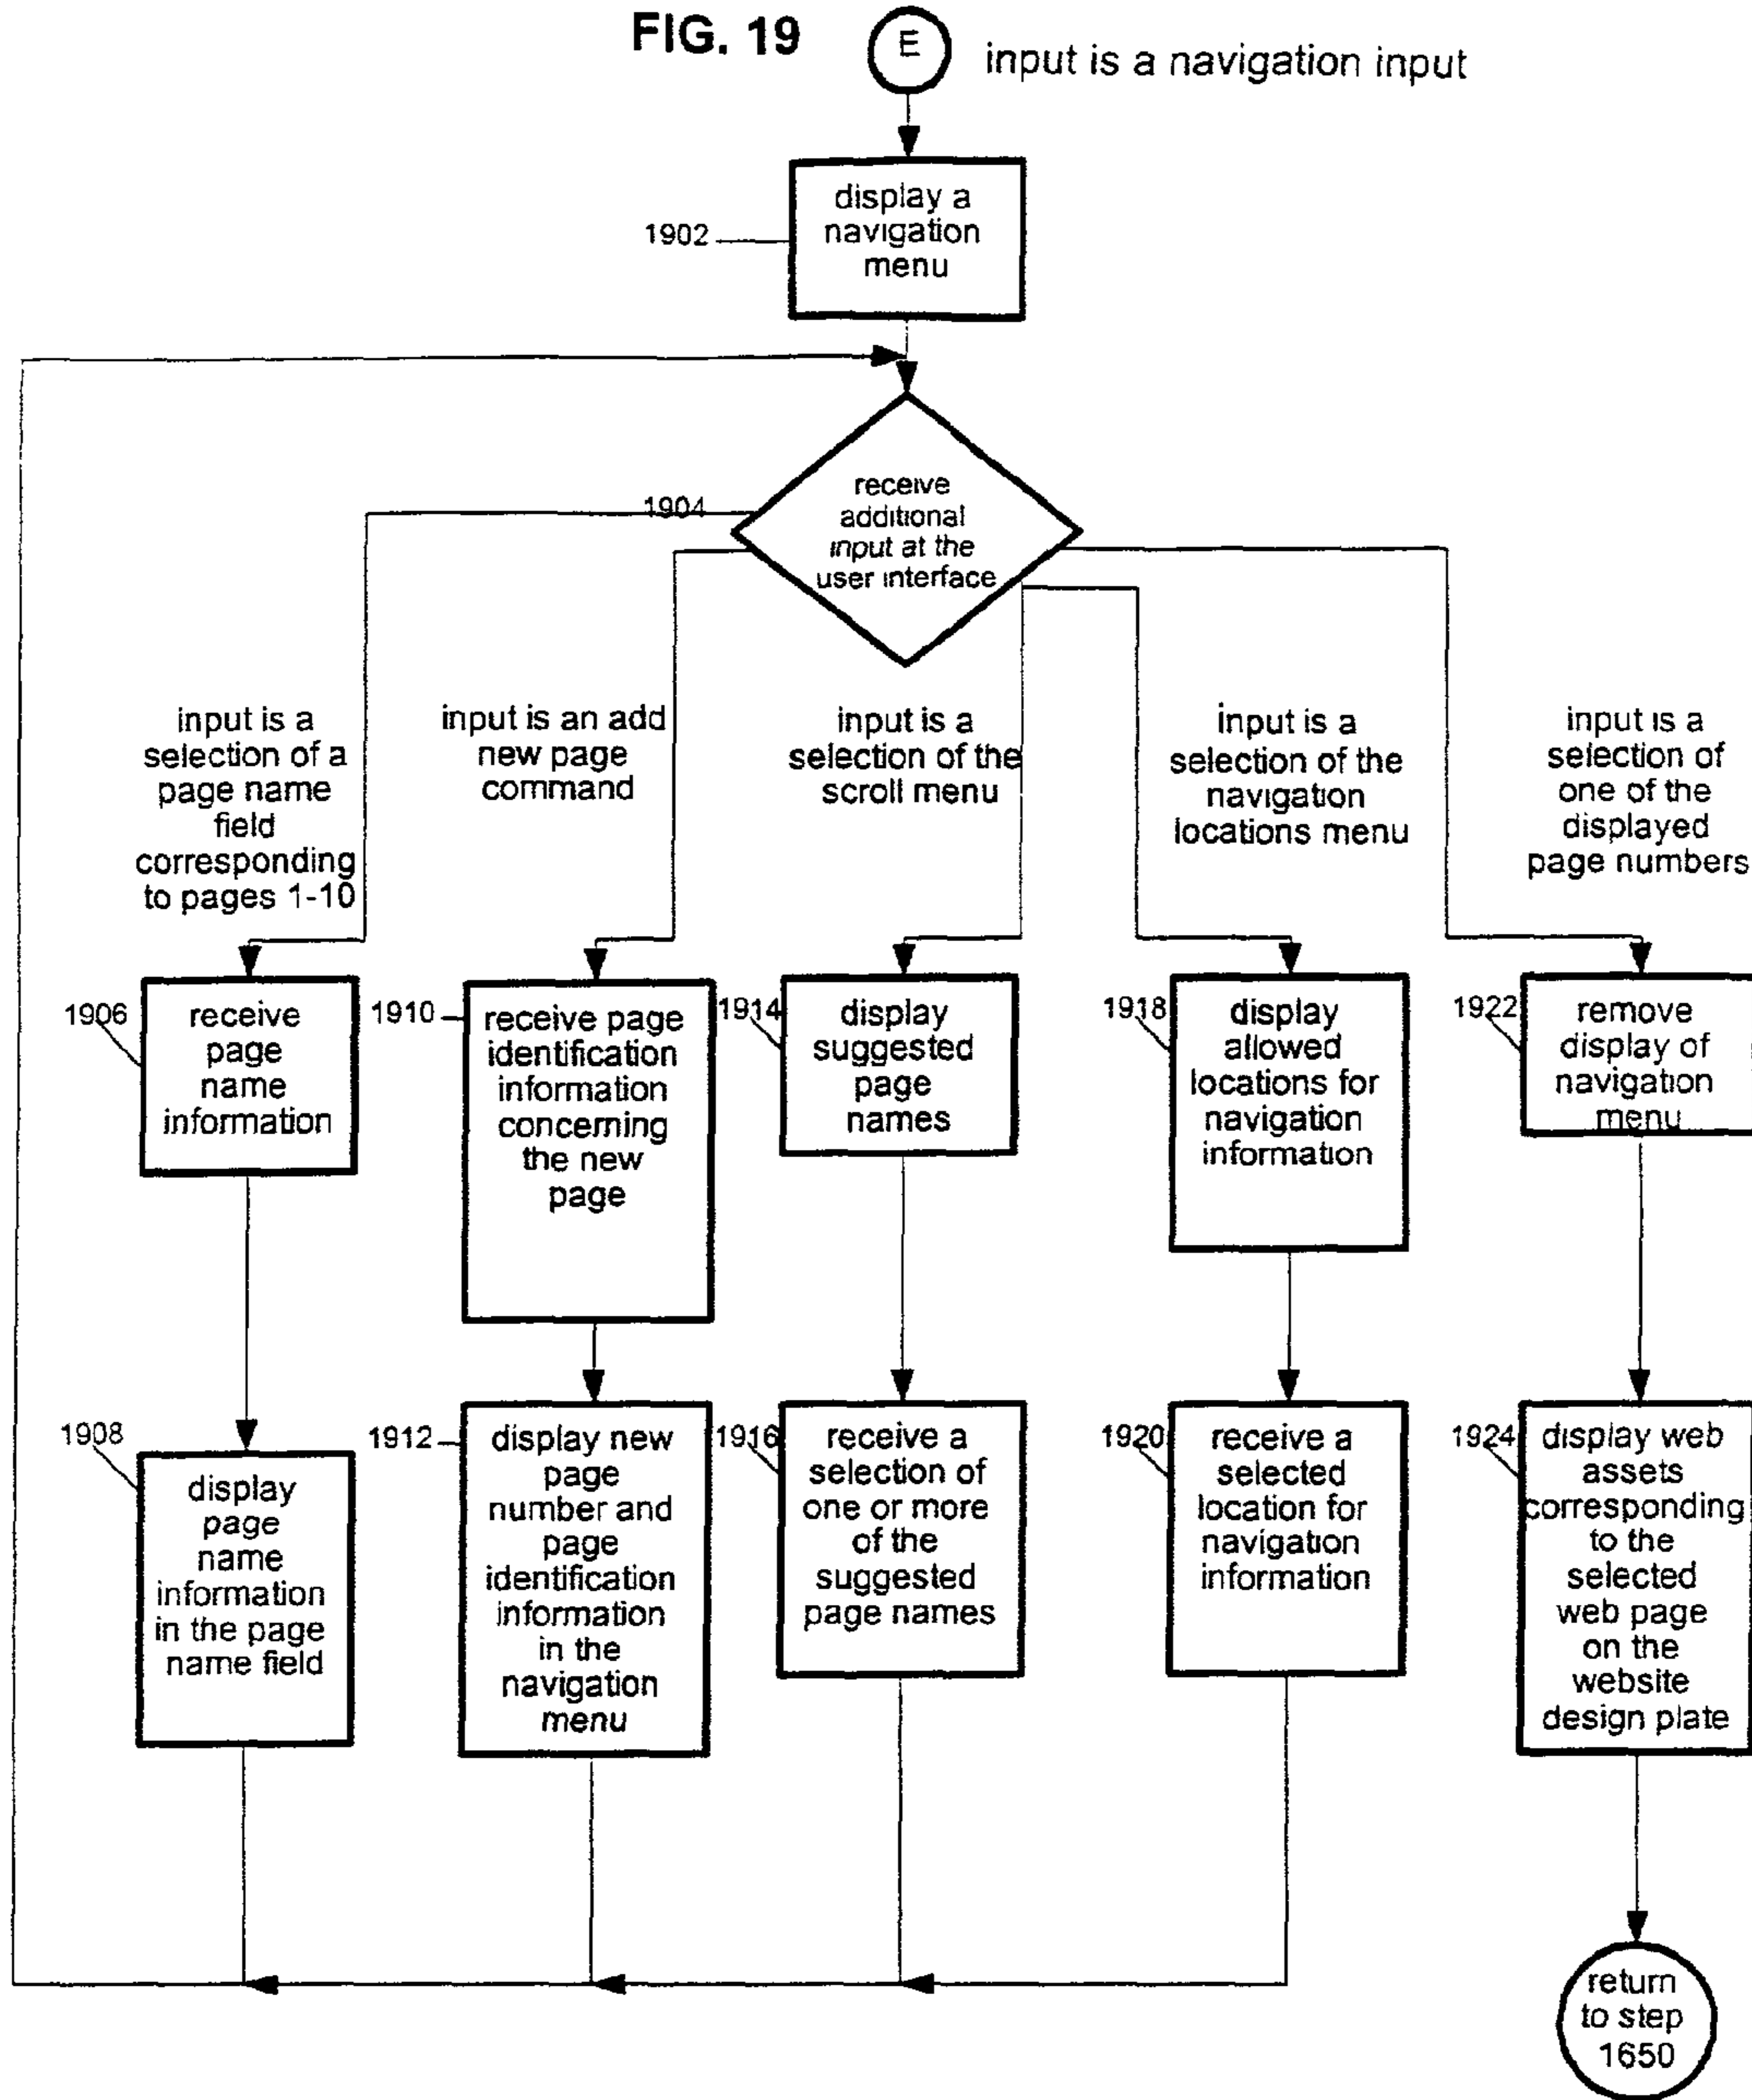 FIG. 19
E
input is a navigation input
display a
navigation
menu
1902
receive
additional
input at the
user interface
1904
input is a
selection of a
page name
field
corresponding
to pages 1-10
input is an add
new page
command
input is a
selection of the
scroll menu
input is a
selection of the
navigation
locations menu
input is a
selection of
one of the
displayed
page numbers
1906
receive
page
name
information
1910
receive page
identification
information
concerning
the new
page
1914
display
suggested
page
names
1918
display
allowed
locations for
navigation
information
1922
remove
display of
navigation
menu
1908
display
page
name
information
in the page
name field
1912
display new
page
number and
page
identification
information
in the
navigation
menu
1916
receive a
selection of
one or more
of the
suggested
page names
1920
receive a
selected
location for
navigation
information
1924
display web
assets
corresponding
to the
selected
web page
on the
website
design plate
return
to step
1650